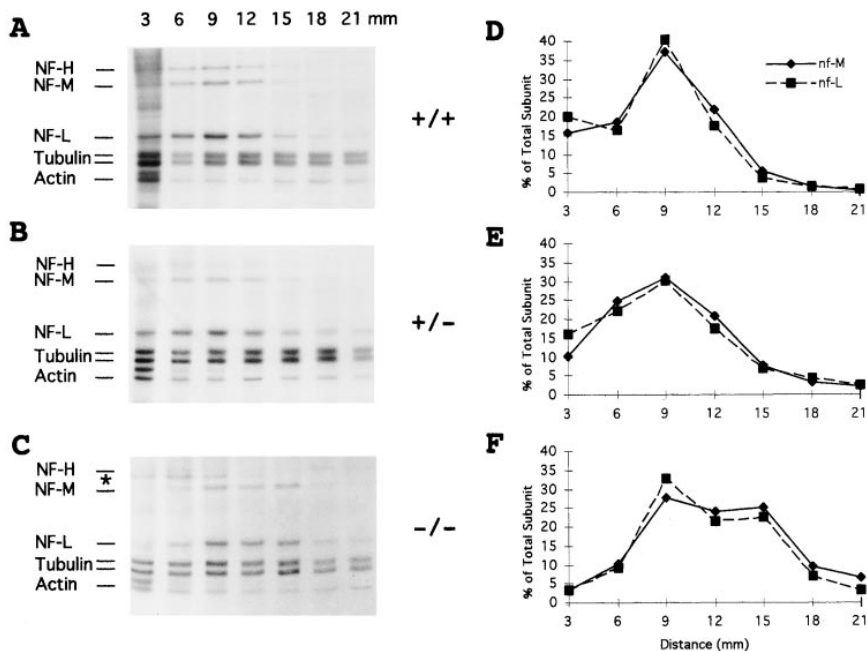 A
3 6 9 12 15 18 21 mm
NF-H
NF-M
NF-L
Tubulin
Actin
+/+
B
NF-H
NF-M
NF-L
Tubulin
Actin
+/-
C
NF-H
*
NF-M
NF-L
Tubulin
Actin
-/-
D
% of Total Subunit
40
35
30
25
20
15
10
5
0
3 6 9 12 15 18 21
nf-M
nf-L
E
% of Total Subunit
40
35
30
25
20
15
10
5
0
3 6 9 12 15 18 21
F
% of Total Subunit
40
35
30
25
20
15
10
5
0
3 6 9 12 15 18 21
Distance (mm)